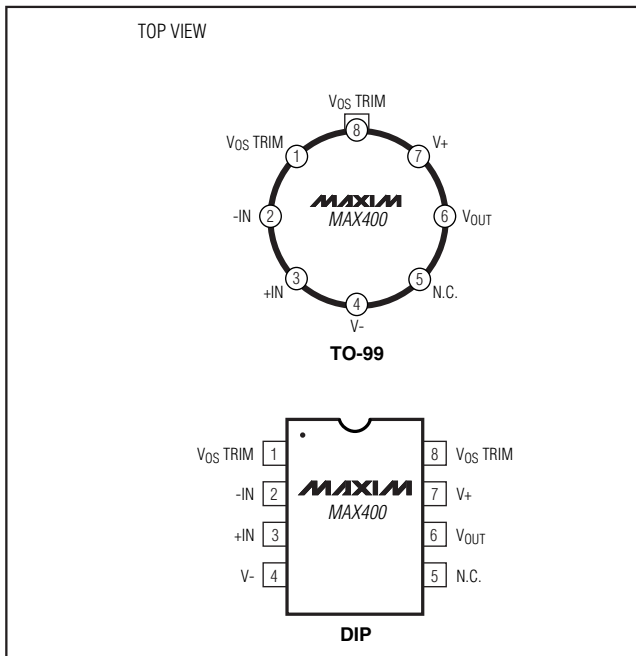 TOP VIEW
VOS TRIM
8
VOS TRIM
1
7
V+
-IN
2
MAXIM
MAX400
6
VOUT
+IN
3
5
N.C.
4
V-
TO-99
VOS TRIM 1
8 VOS TRIM
-IN 2
MAXIM
7 V+
MAX400
+IN 3
6 VOUT
V- 4
5 N.C.
DIP